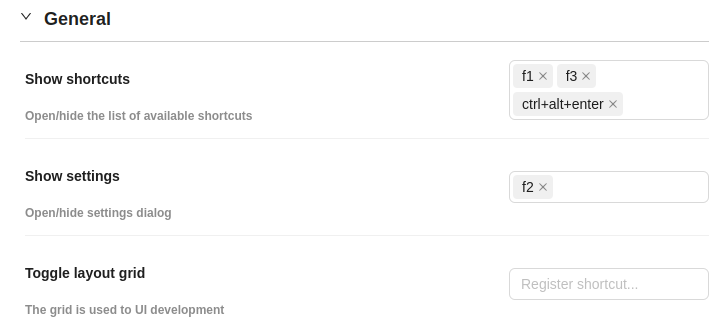 General
Show shortcuts
f1 f3
ctrl+alt+enter
Open/hide the list of available shortcuts
Show settings
f2
Open/hide settings dialog
Toggle layout grid
Register shortcut...
The grid is used to UI development